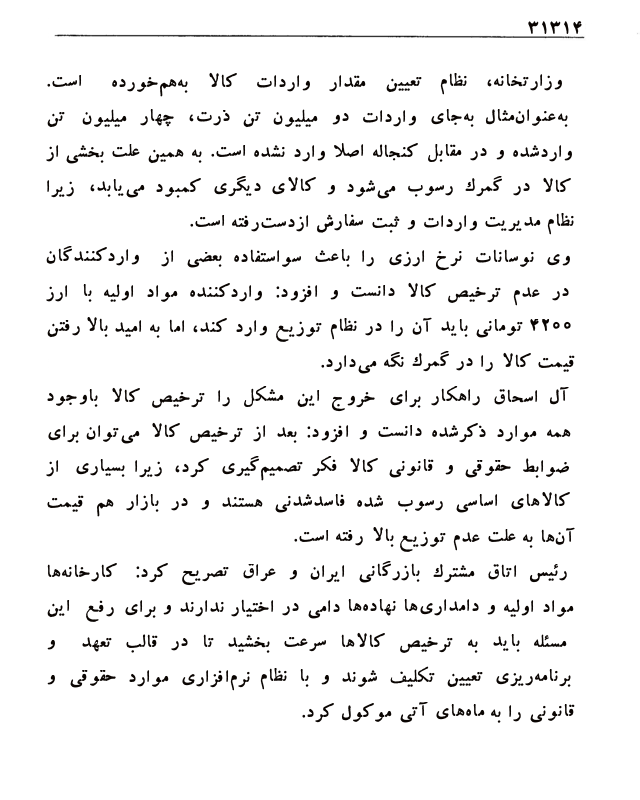 ۳۱۳۱۴
وزارتخانه، نظام تعیین مقدار واردات کالا به‌هم‌خورده است.
به‌عنوان‌مثال به‌جای واردات دو میلیون تن ذرت، چهار میلیون تن
واردشده و در مقابل کنجاله اصلا وارد نشده است. به همین علت بخشی از
کالا در گمرك رسوب می‌شود و کالای دیگری کمبود می‌یابد، زیرا
نظام مدیریت واردات و ثبت سفارش ازدست‌رفته است.
وی نوسانات نرخ ارزی را باعث سواستفاده بعضی از واردکنندگان
در عدم ترخیص کالا دانست و افزود: واردکننده مواد اولیه با ارز
۴۲۰۰ تومانی باید آن را در نظام توزیع وارد کند، اما به امید بالا رفتن
قیمت کالا را در گمرك نگه می‌دارد.
آل اسحاق راهکار برای خروج این مشکل را ترخیص کالا باوجود
همه موارد ذکرشده دانست و افزود: بعد از ترخیص کالا می‌توان برای
ضوابط حقوقی و قانونی کالا فکر تصمیم‌گیری کرد، زیرا بسیاری از
کالاهای اساسی رسوب شده فاسدشدنی هستند و در بازار هم قیمت
آن‌ها به علت عدم توزیع بالا رفته است.
رئیس اتاق مشترك بازرگانی ایران و عراق تصریح کرد: کارخانه‌ها
مواد اولیه و دامداری‌ها نهاده‌ها دامی در اختیار ندارند و برای رفع این
مسئله باید به ترخیص کالاها سرعت بخشید تا در قالب تعهد و
برنامه‌ریزی تعیین تکلیف شوند و با نظام نرم‌افزاری موارد حقوقی و
قانونی را به ماه‌های آتی موکول کرد.